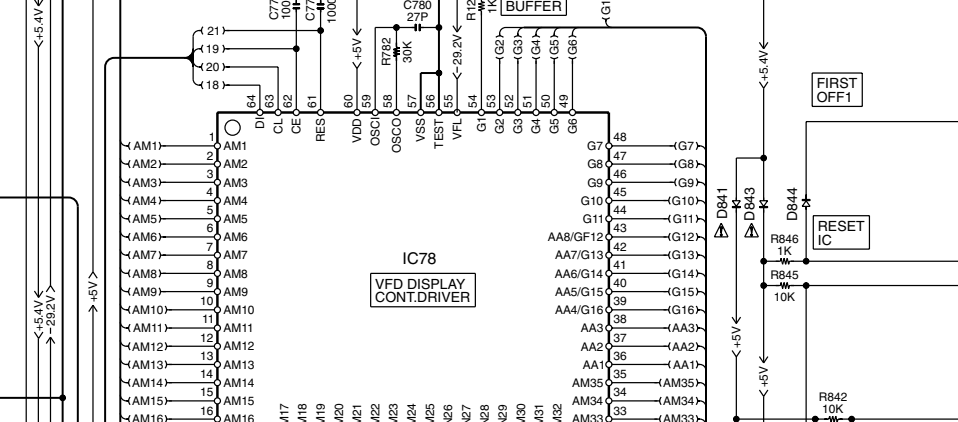 C780
27P
BUFFER
+5.4V
+5V
-29.2V
R782
30K
G1
G2
G3
G4
G5
G6
21
19
20
18
64
63
62
61
60
59
58
57
56
55
54
53
52
51
50
49
DI
CL
CE
RES
VDD
OSCI
OSCO
VSS
TEST
VFL
G1
G2
G3
G4
G5
G6
+5.4V
FIRST
OFF1
(AM1) 1 AM1
(AM2) 2 AM2
(AM3) 3 AM3
(AM4) 4 AM4
(AM5) 5 AM5
(AM6) 6 AM6
(AM7) 7 AM7
(AM8) 8 AM8
(AM9) 9 AM9
(AM10) 10 AM10
(AM11) 11 AM11
(AM12) 12 AM12
(AM13) 13 AM13
(AM14) 14 AM14
(AM15) 15 AM15
(AM16) 16 AM16
+5.4V
-29.2V
+5V
IC78
VFD DISPLAY
CONT.DRIVER
G7 48 (G7)
G8 47 (G8)
G9 46 (G9)
G10 45 (G10)
G11 44 (G11)
AA8/GF12 43 (G12)
AA7/G13 42 (G13)
AA6/G14 41 (G14)
AA5/G15 40 (G15)
AA4/G16 39 (G16)
AA3 38 (AA3)
AA2 37 (AA2)
AA1 36 (AA1)
AM35 35 (AM35)
AM34 34 (AM34)
AM33 33 (AM33)
D841
D843
D844
RESET
IC
R846
1K
R845
10K
+5V
+5V
R842
10K